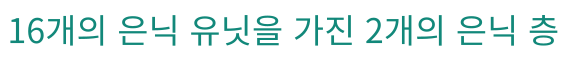 16개의 은닉 유닛을 가진 2개의 은닉 층